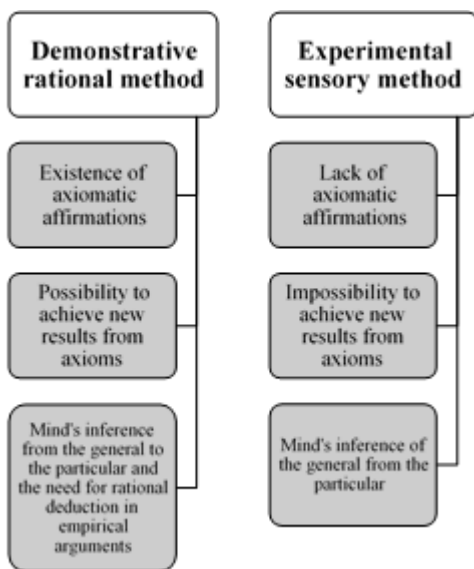 Demonstrative
rational method
Existence of
axiomatic
affirmations
Possibility to
achieve new
results from
axioms
Mind's inference
from the general to
the particular and
the need for rational
deduction in
empirical
arguments
Experimental
sensory method
Lack of
axiomatic
affirmations
Impossibility to
achieve new
results from
axioms
Mind's inference of
the general from the
particular